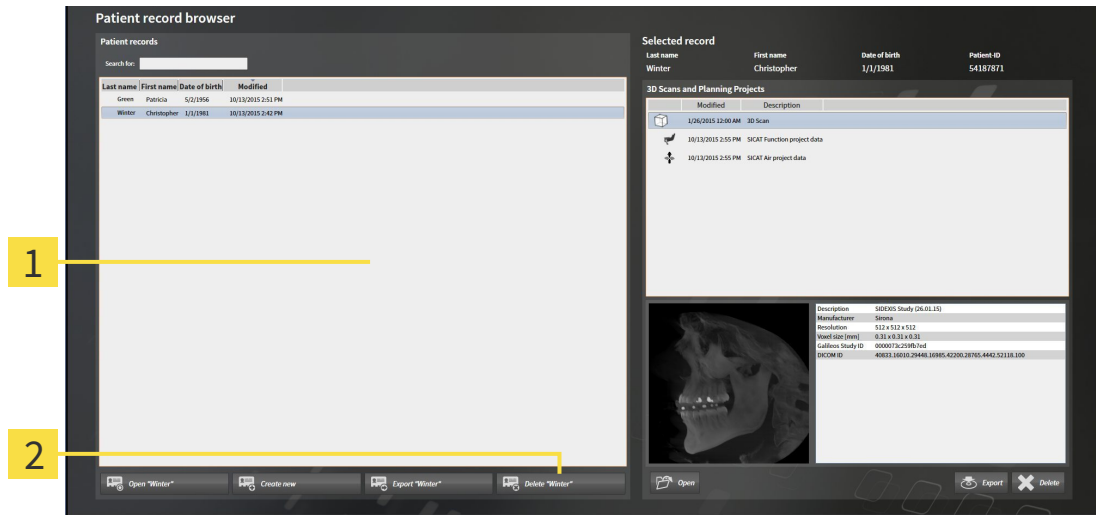 Patient record browser
Patient records
Search for:
Last name First name Date of birth Modified
Green Patricia 5/2/1956 10/13/2015 2:51 PM
Winter Christopher 1/1/1981 10/13/2015 2:42 PM
1
2
Open "Winter" Create new Export "Winter" Delete "Winter"
Selected record
Last name First name Date of birth Patient-ID
Winter Christopher 1/1/1981 54187871
3D Scans and Planning Projects
Modified Description
1/26/2015 12:00 AM 3D Scan
10/13/2015 2:55 PM SICAT Function project data
10/13/2015 2:55 PM SICAT Air project data
Description SIDEXIS Study (26.01.15)
Manufacturer Sirona
Resolution 512 x 512 x 512
Voxel size [mm] 0.31 x 0.31 x 0.31
Galileos Study ID 0000073c259fb7ed
DICOM ID 40833.16010.29448.16985.42200.28765.4442.52118.100
Open Export Delete